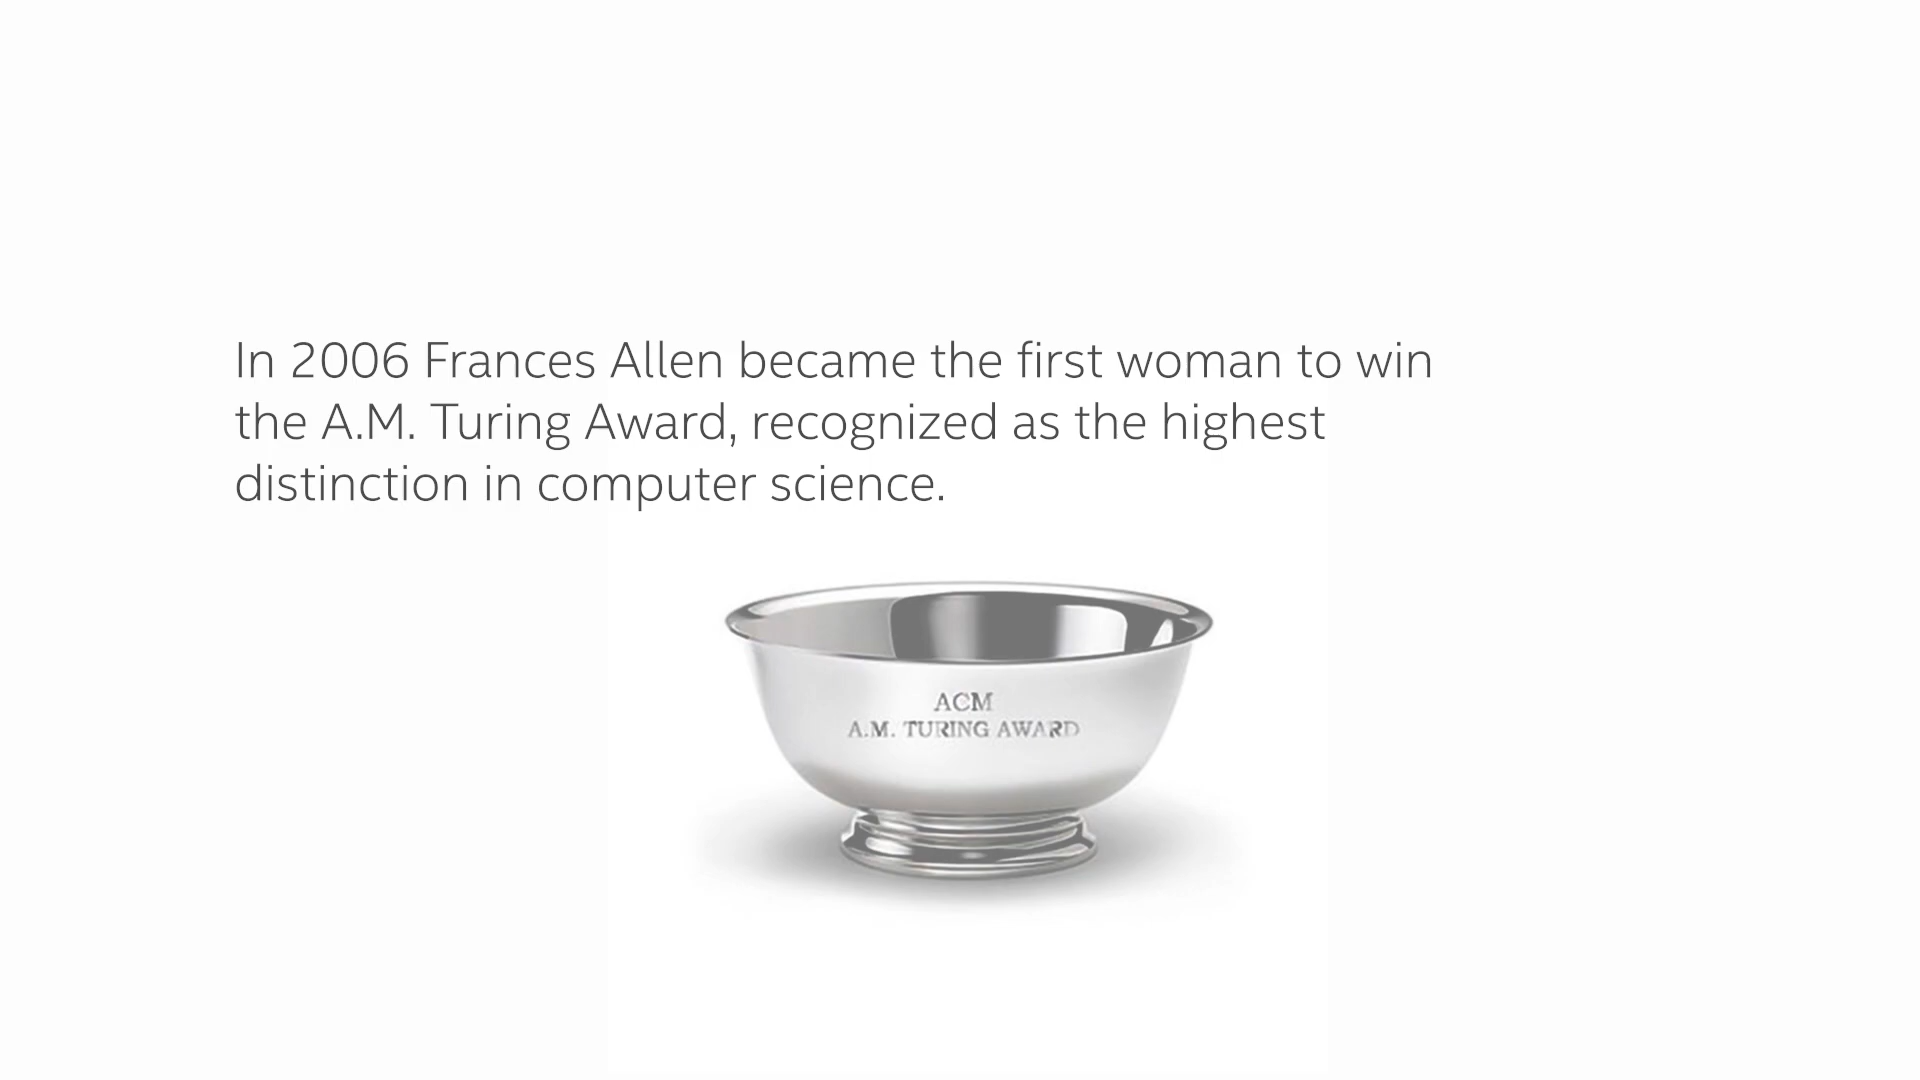 In 2006 Frances Allen became the first woman to win
the A.M. Turing Award, recognized as the highest
distinction in computer science.
ACM
A.M. TURING AWARD